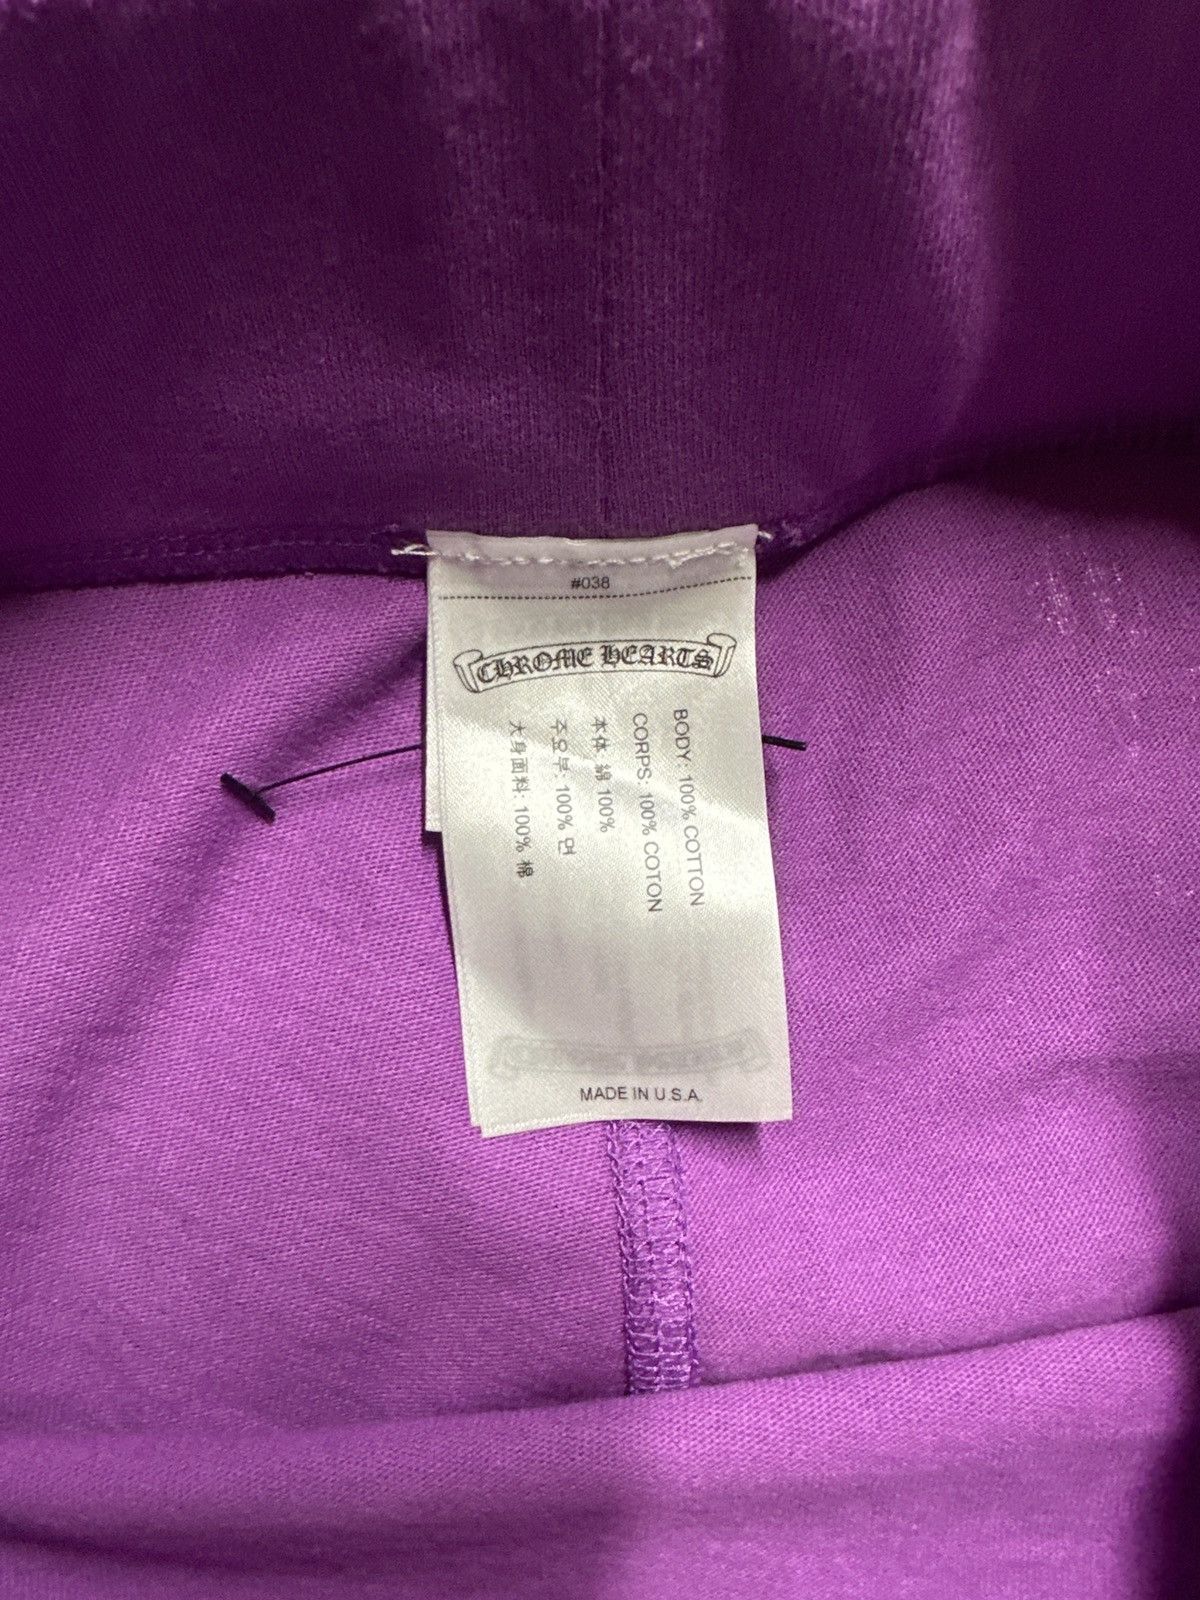 #038
CHROME HEARTS
BODY: 100% COTTON
CORPS: 100% COTON
本体 綿 100%
주요부: 100% 면
大身面料: 100% 棉
MADE IN U.S.A.